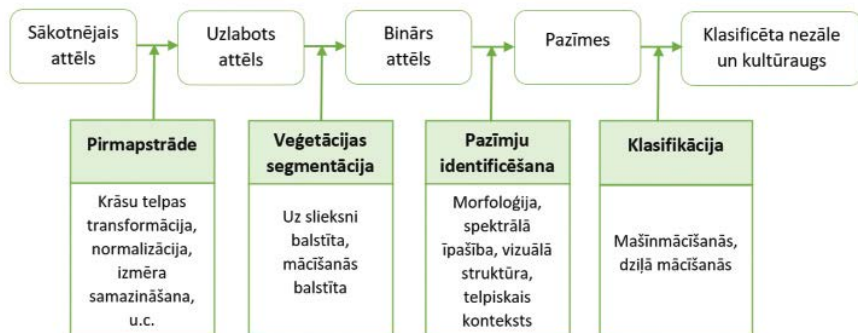 Sākotnējais
attēls
Uzlabots
attēls
Binārs
attēls
Pazīmes
Klasificēta nezāle
un kultūraugs
Pirmapstrāde
Krāsu telpas
transformācija,
normalizācija,
izmēra
samazināšana,
u.c.
Veģetācijas
segmentācija
Uz slieksni
balstīta,
mācīšanās
balstīta
Pazīmju
identificēšana
Morfoloģija,
spektrālā
īpašība, vizuālā
struktūra,
telpiskais
konteksts
Klasifikācija
Mašīnmācīšanās,
dziļā mācīšanās